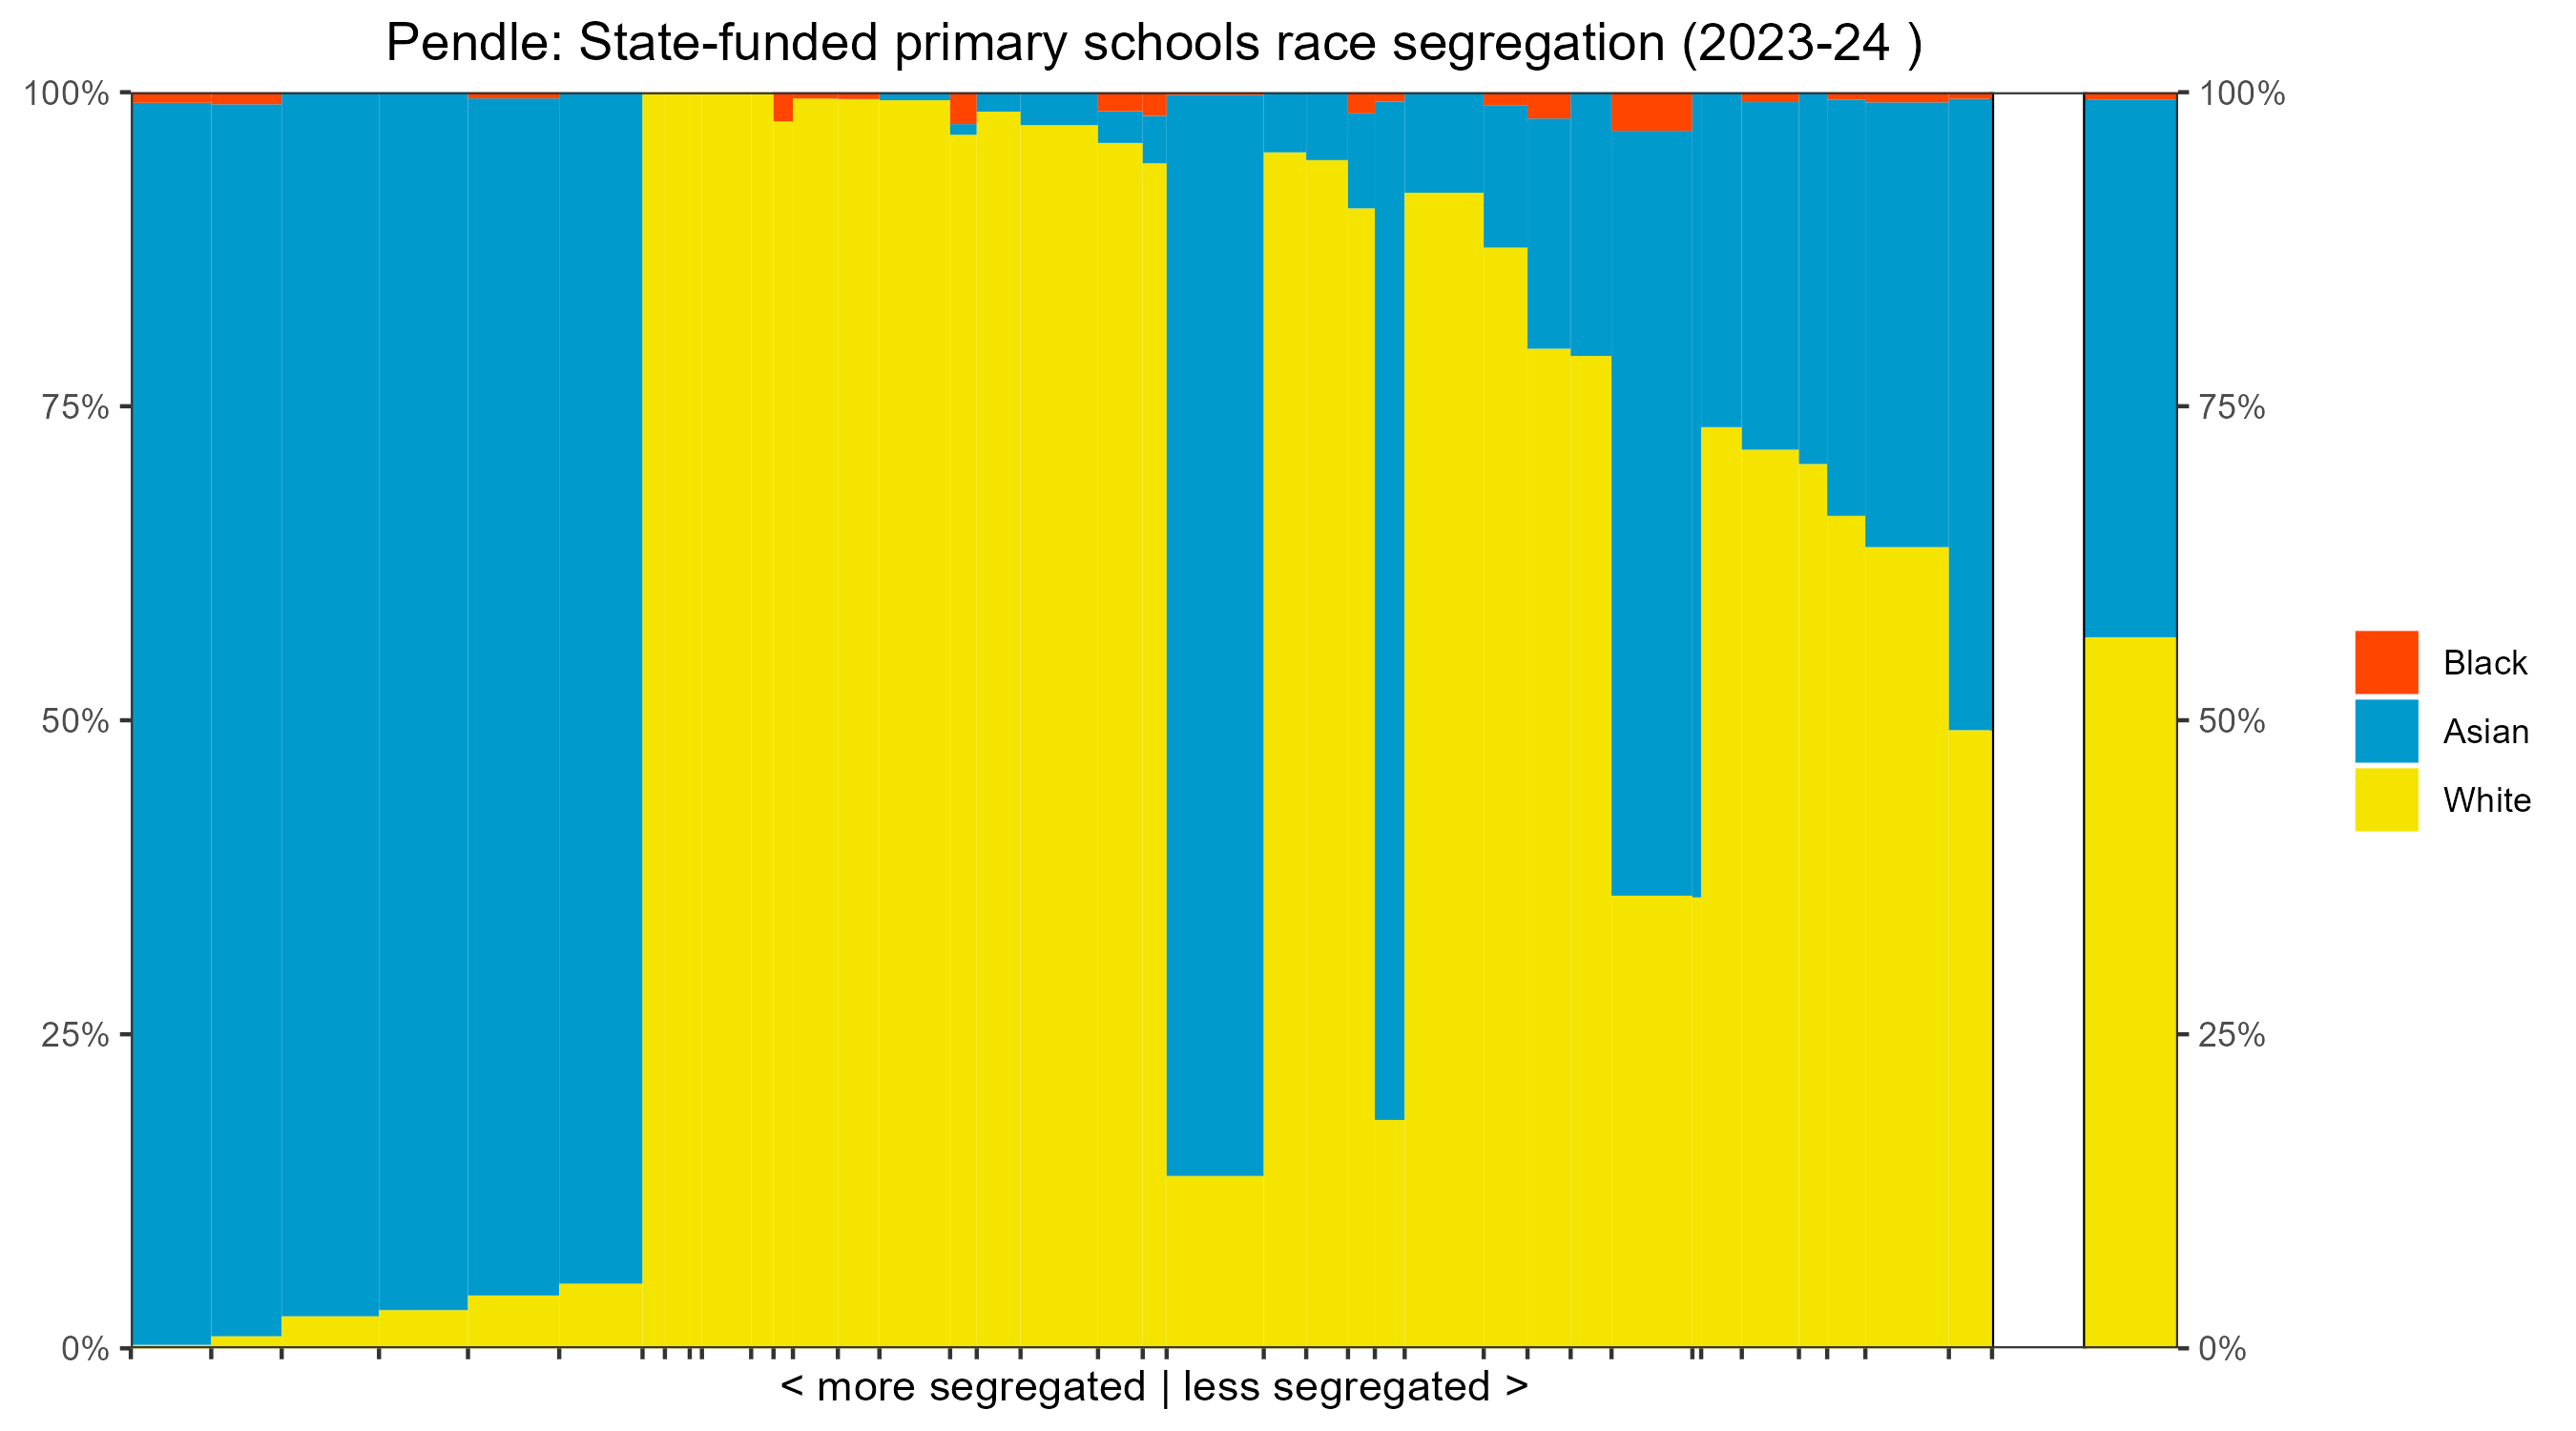 Pendle: State-funded primary schools race segregation (2023-24 )
100%
75%
50%
25%
0%
100%
75%
50%
25%
0%
Black
Asian
White
< more segregated | less segregated >